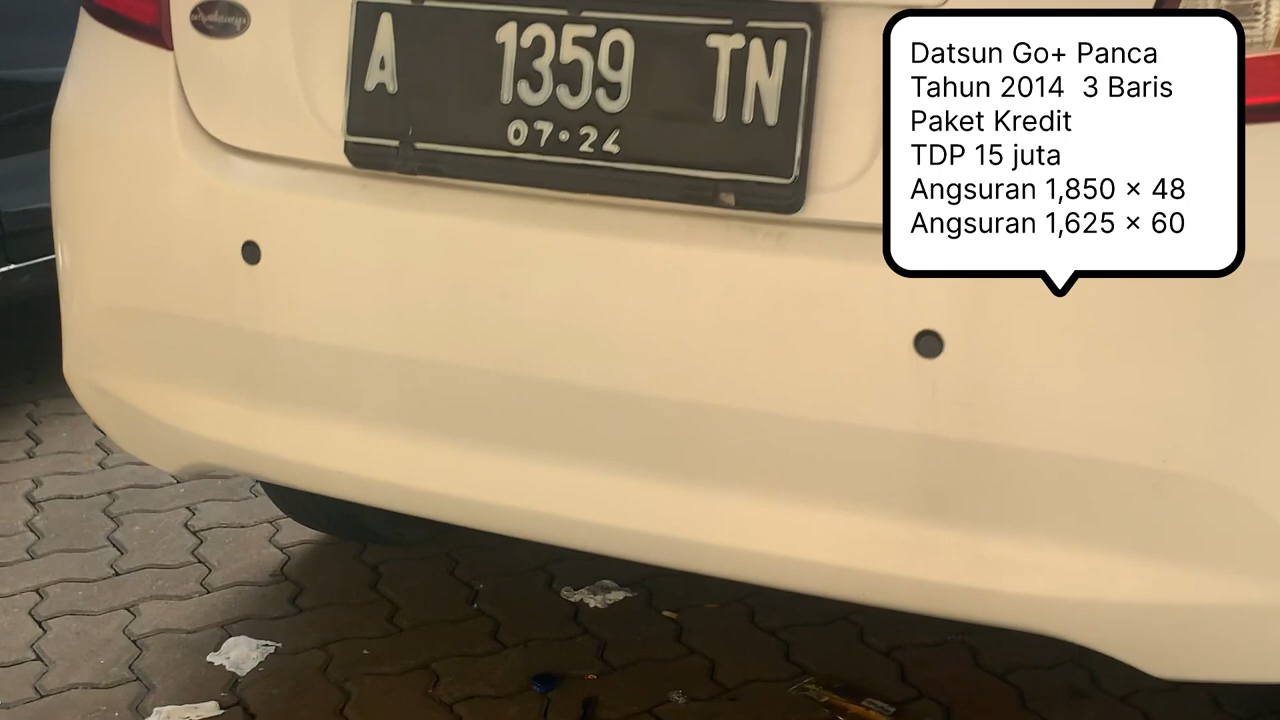 A 1359 TN
07·24
Datsun Go+ Panca
Tahun 2014 3 Baris
Paket Kredit
TDP 15 juta
Angsuran 1,850 × 48
Angsuran 1,625 × 60